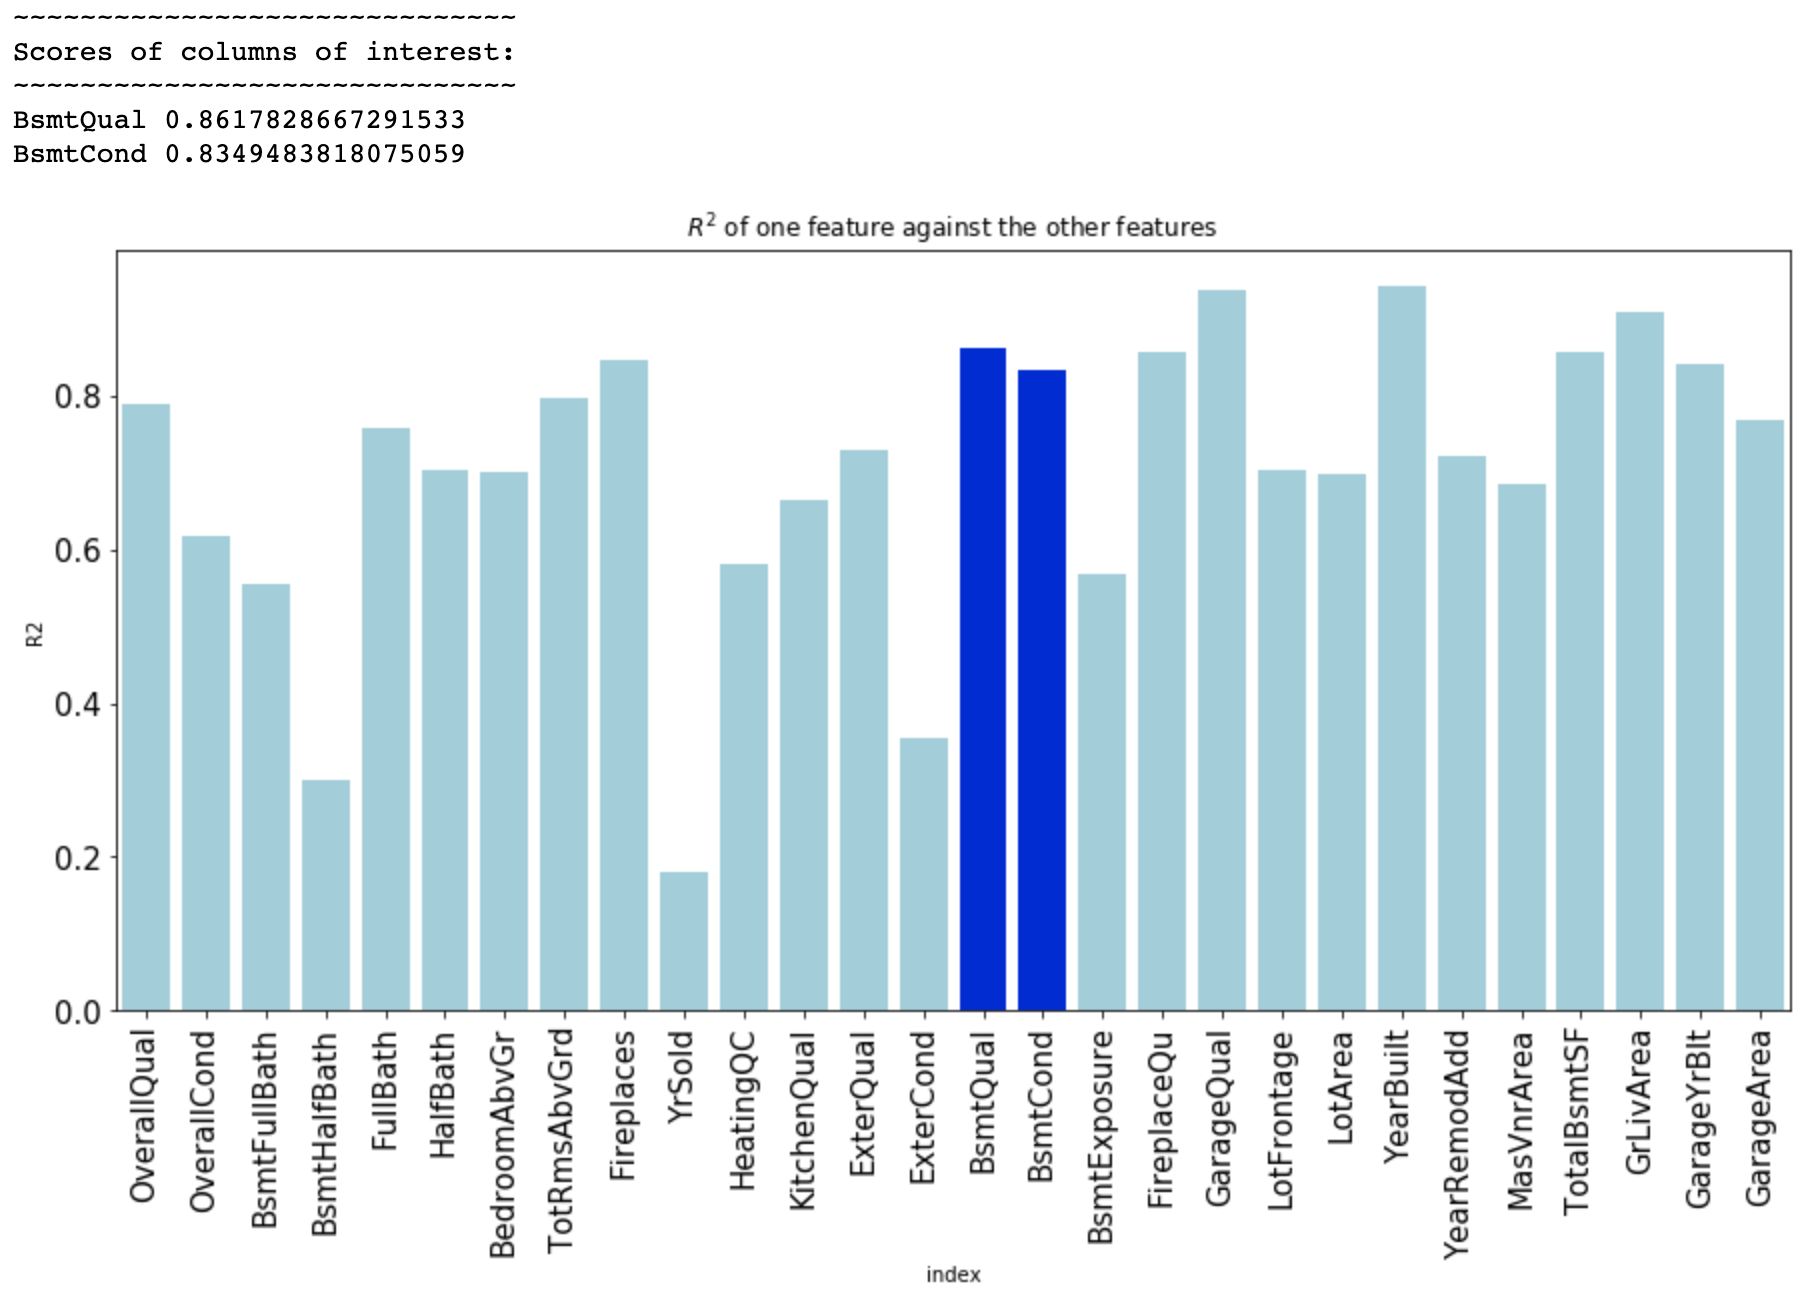 ~~~~~~~~~~~~~~~~~~~~~~~~~~~~~~
Scores of columns of interest:
~~~~~~~~~~~~~~~~~~~~~~~~~~~~~~
BsmtQual 0.8617828667291533
BsmtCond 0.8349483818075059
R² of one feature against the other features
R2
0.8
0.6
0.4
0.2
0.0
OverallQual
OverallCond
BsmtFullBath
BsmtHalfBath
FullBath
HalfBath
BedroomAbvGr
TotRmsAbvGrd
Fireplaces
YrSold
HeatingQC
KitchenQual
ExterQual
ExterCond
BsmtQual
BsmtCond
BsmtExposure
FireplaceQu
GarageQual
LotFrontage
LotArea
YearBuilt
YearRemodAdd
MasVnrArea
TotalBsmtSF
GrLivArea
GarageYrBlt
GarageArea
index